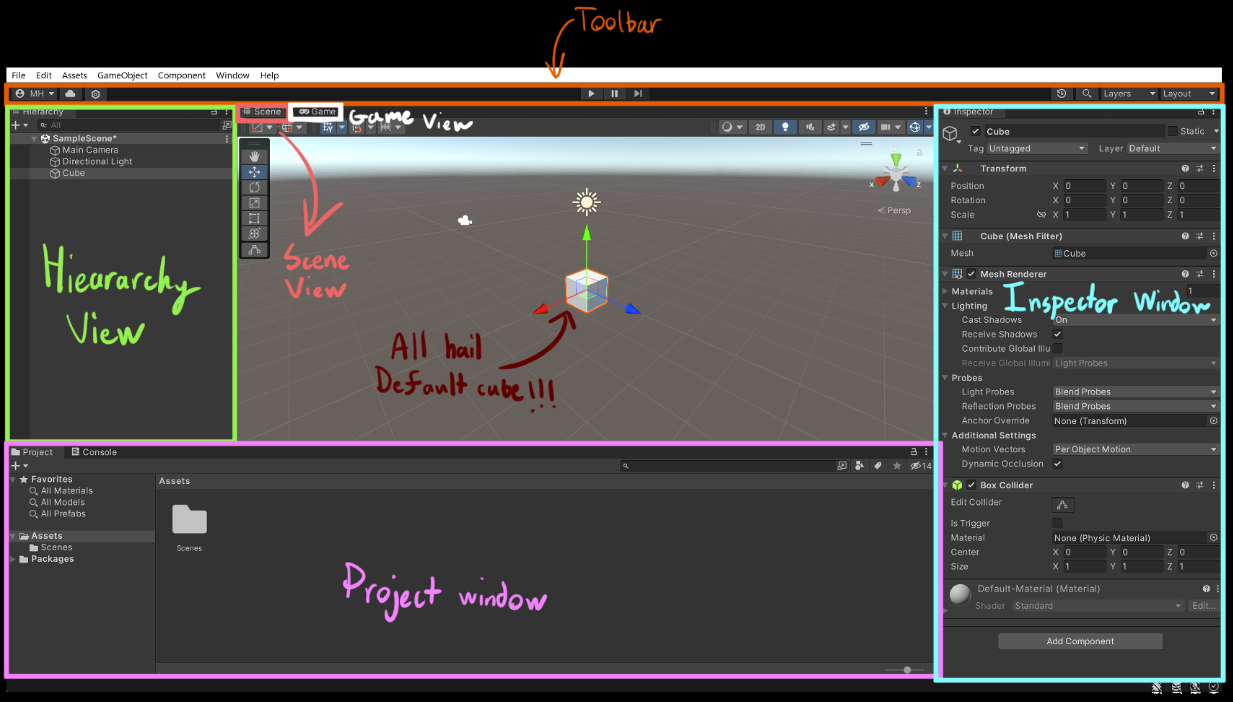 Toolbar
File Edit Assets GameObject Component Window Help
MH Layers Layout
Hierarchy
All
SampleScene*
Main Camera
Directional Light
Cube
Hieararchy
View
Scene Game
Game View
2D
X Z
Persp
Scene
View
All hail
Default cube!!!
Inspector
Cube Static
Tag Untagged Layer Default
Transform
Position X 0 Y 0 Z 0
Rotation X 0 Y 0 Z 0
Scale X 1 Y 1 Z 1
Cube (Mesh Filter)
Mesh Cube
Mesh Renderer
Materials 1
Inspector Window
Lighting
Cast Shadows On
Receive Shadows
Contribute Global Illu
Receive Global Illumi Light Probes
Probes
Light Probes Blend Probes
Reflection Probes Blend Probes
Anchor Override None (Transform)
Additional Settings
Motion Vectors Per Object Motion
Dynamic Occlusion
Box Collider
Edit Collider
Is Trigger
Material None (Physic Material)
Center X 0 Y 0 Z 0
Size X 1 Y 1 Z 1
Default-Material (Material)
Shader Standard Edit...
Add Component
Project Console
14
Favorites
All Materials
All Models
All Prefabs
Assets
Scenes
Packages
Assets
Scenes
Project window